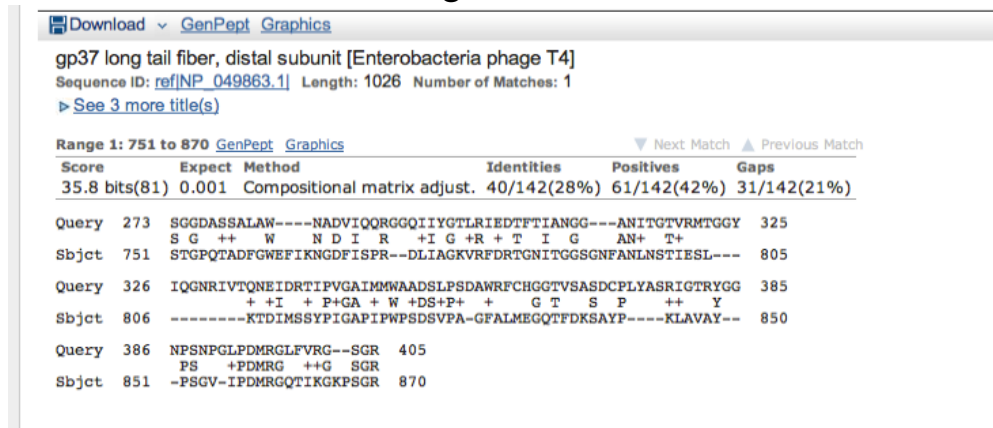 Download GenPept Graphics
gp37 long tail fiber, distal subunit [Enterobacteria phage T4]
Sequence ID: ref|NP_049863.1| Length: 1026 Number of Matches: 1
See 3 more title(s)
Range 1: 751 to 870 GenPept Graphics Next Match Previous Match
Score Expect Method Identities Positives Gaps
35.8 bits(81) 0.001 Compositional matrix adjust. 40/142(28%) 61/142(42%) 31/142(21%)
Query 273 SGGDASSALAW----NADVIQQRGGQIIYGTLRIEDTFTIANGG---ANITGTVRMTGGY 325
S G ++ W N D I R +I G +R + T I G AN+ T+
Sbjct 751 STGPQTADFGWEFIKNGDFISPR--DLIAGKVRFDRTGNITGGSGNFANLNSTIESL--- 805
Query 326 IQGNRIVTQNEIDRTIPVGAIMMWAADSLPSDAWRFCHGGTVSASDCPLYASRIGTRYGG 385
+ +I + P+GA + W +DS+P+ + G T S P ++ Y
Sbjct 806 --------KTDIMSSYPIGAPIPWPSDSVPA-GFALMEGQTFDKSAYP----KLAVAY-- 850
Query 386 NPSNPGLPDMRGLFVRG--SGR 405
PS +PDMRG ++G SGR
Sbjct 851 -PSGV-IPDMRGQTIKGKPSGR 870